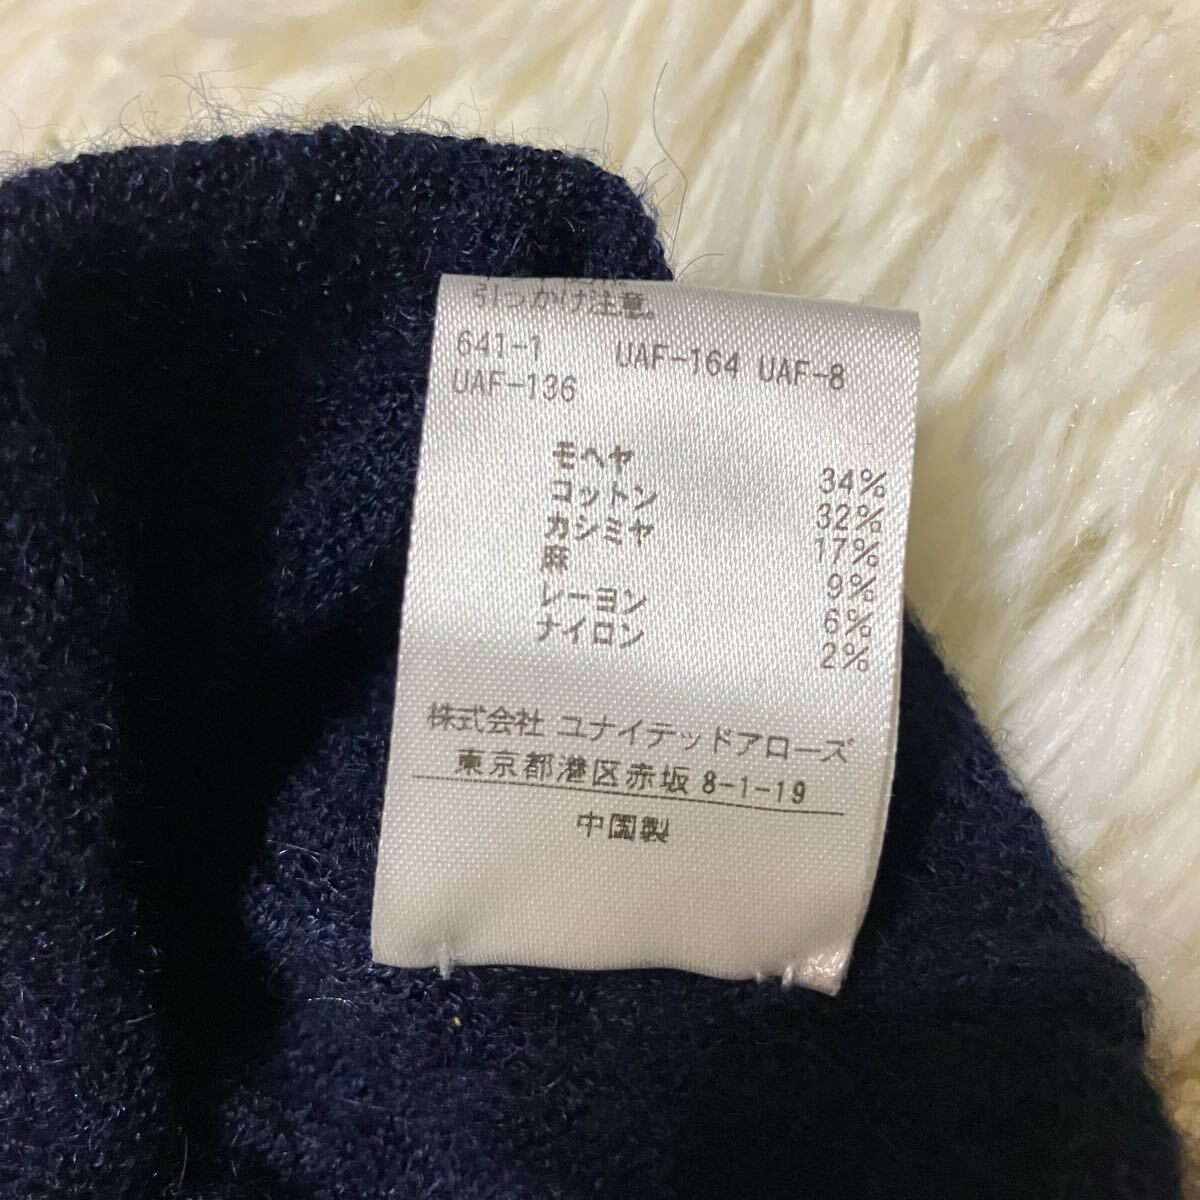 引っかけ注意。
641-1 UAF-164 UAF-8
UAF-136
モヘヤ 34%
コットン 32%
カシミヤ 17%
麻 9%
レーヨン 6%
ナイロン 2%
株式会社 ユナイテッドアローズ
東京都港区赤坂 8-1-19
中国製